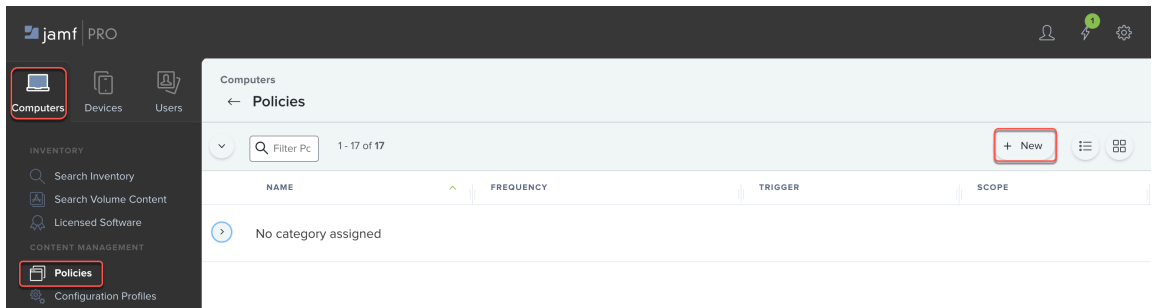 jamf PRO
1
Computers
Devices
Users
INVENTORY
Search Inventory
Search Volume Content
Licensed Software
CONTENT MANAGEMENT
Policies
Configuration Profiles
Computers
← Policies
Filter Pc
1 - 17 of 17
+ New
NAME
FREQUENCY
TRIGGER
SCOPE
No category assigned